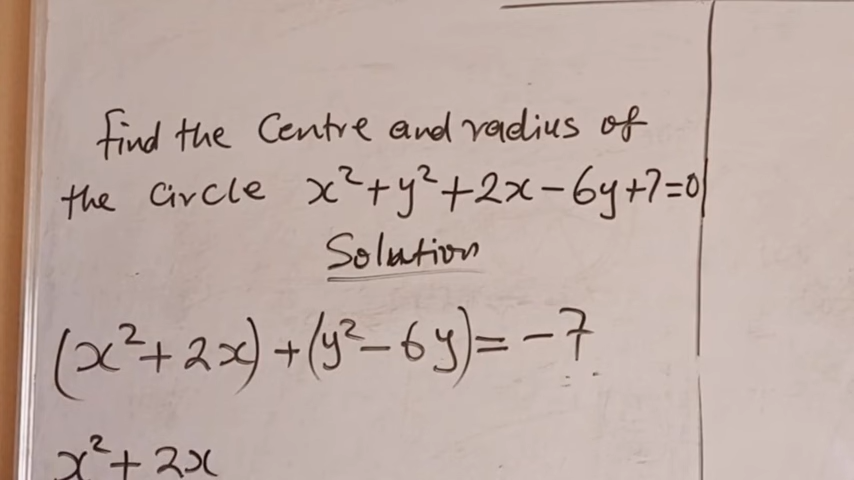 find the Centre and radius of
the circle x²+y²+2x-6y+7=0
Solution
(x²+2x)+(y²-6y)=-7
x²+2x